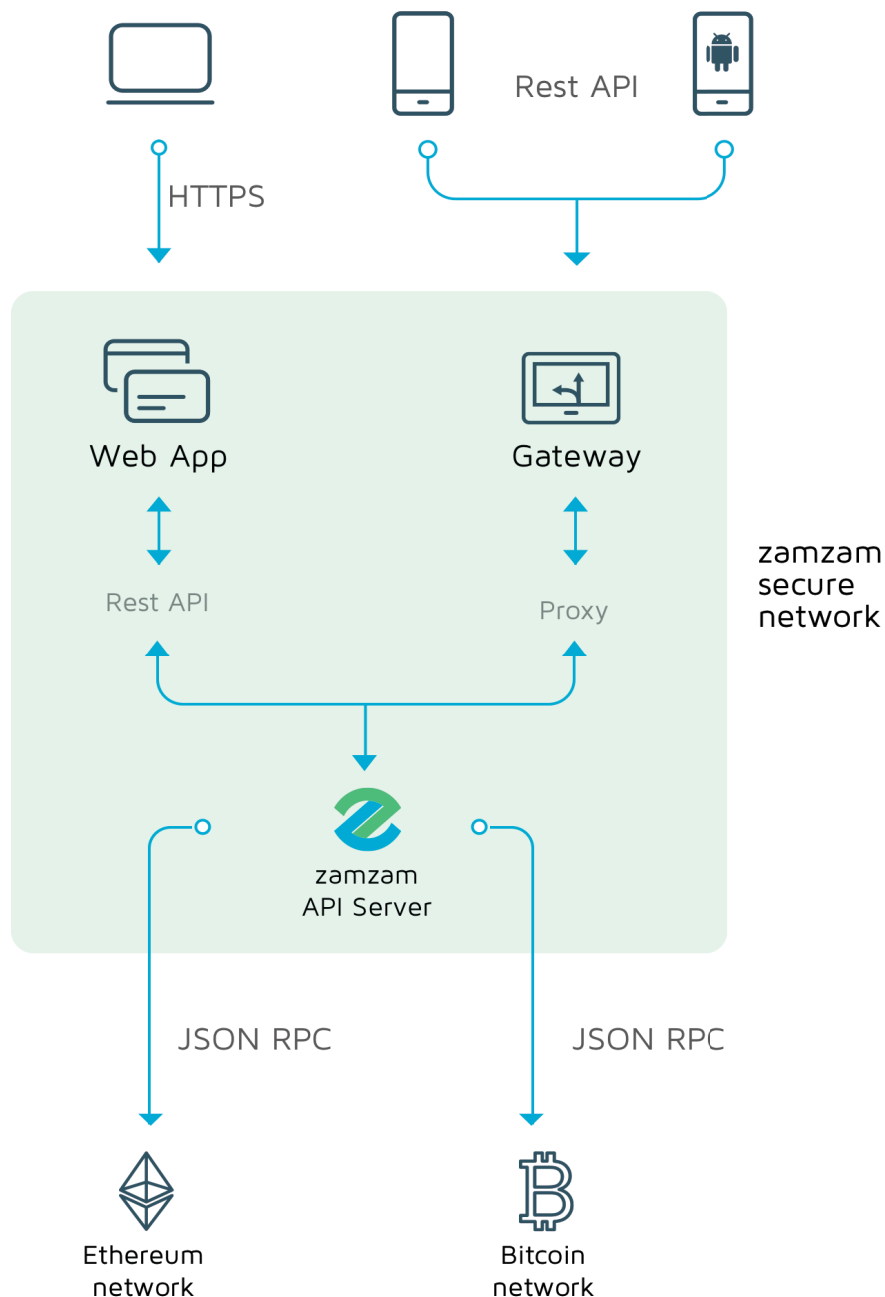 Rest API
HTTPS
Web App
Gateway
Rest API
Proxy
zamzam
secure
network
zamzam
API Server
JSON RPC
JSON RPC
Ethereum
network
Bitcoin
network